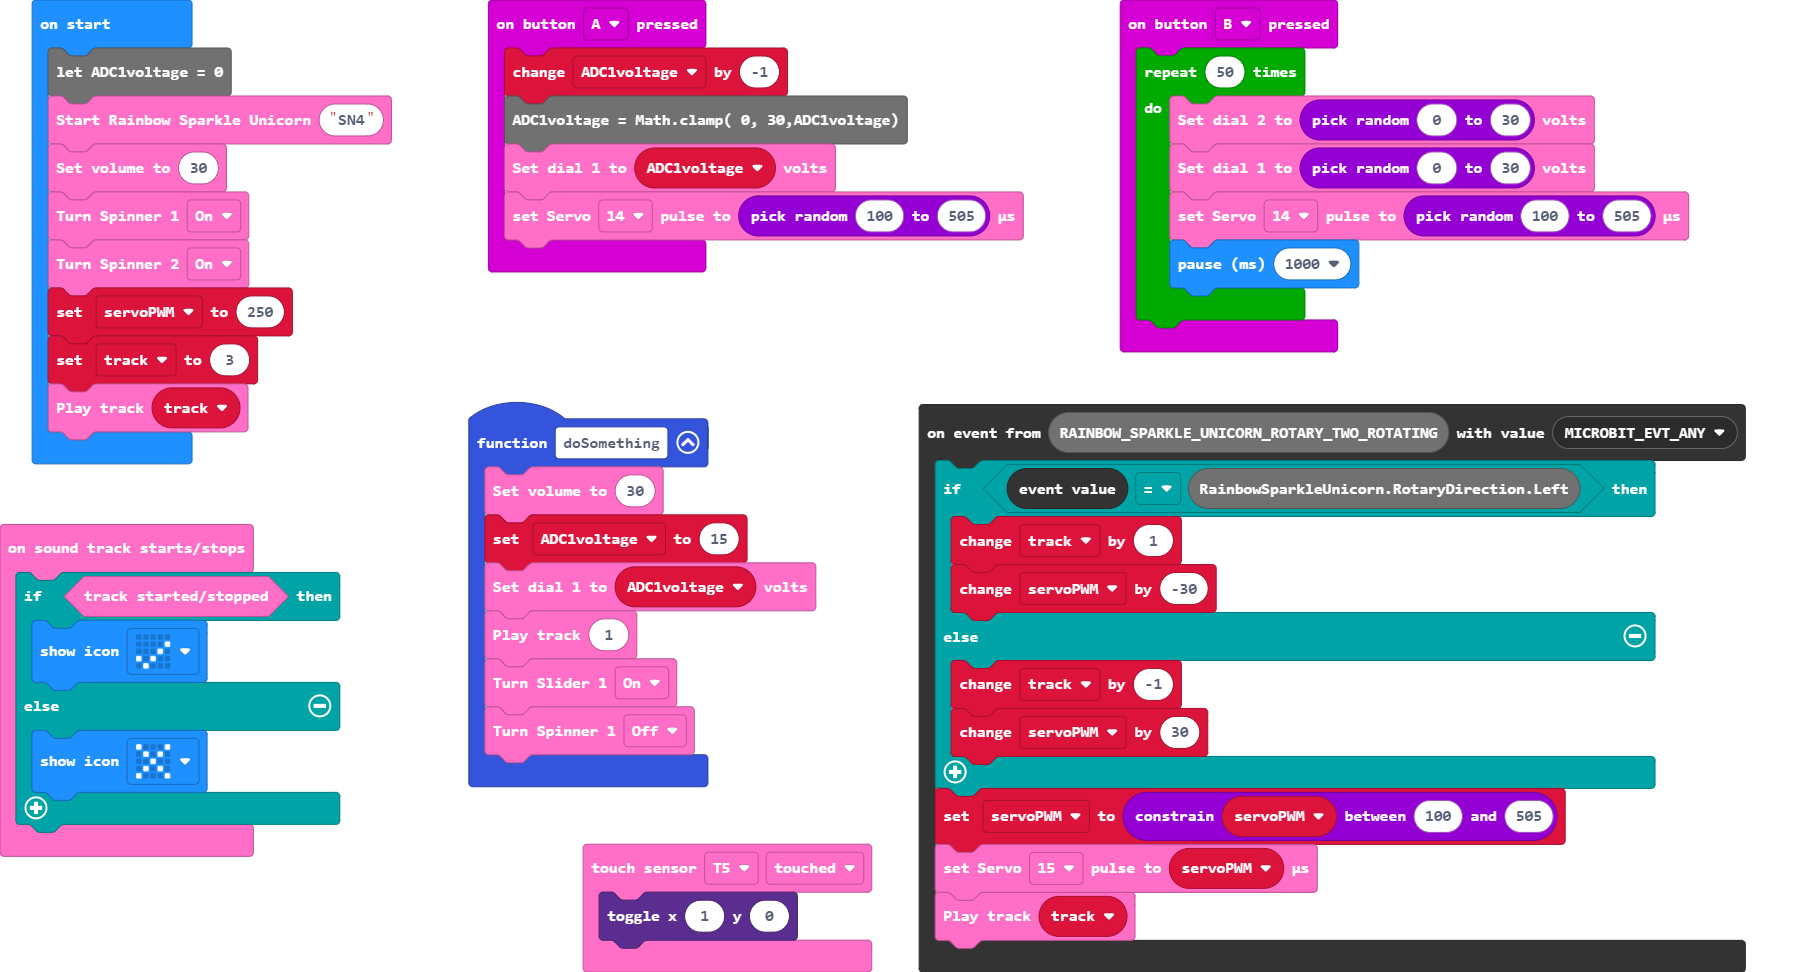 on start
let ADC1voltage = 0
Start Rainbow Sparkle Unicorn "SN4"
Set volume to 30
Turn Spinner 1 On
Turn Spinner 2 On
set servoPWM to 250
set track to 3
Play track track
on button A pressed
change ADC1voltage by -1
ADC1voltage = Math.clamp( 0, 30,ADC1voltage)
Set dial 1 to ADC1voltage volts
set Servo 14 pulse to pick random 100 to 505 µs
on button B pressed
repeat 50 times
do
Set dial 2 to pick random 0 to 30 volts
Set dial 1 to pick random 0 to 30 volts
set Servo 14 pulse to pick random 100 to 505 µs
pause (ms) 1000
on sound track starts/stops
if track started/stopped then
show icon
else
show icon
function doSomething
Set volume to 30
set ADC1voltage to 15
Set dial 1 to ADC1voltage volts
Play track 1
Turn Slider 1 On
Turn Spinner 1 Off
touch sensor T5 touched
toggle x 1 y 0
on event from RAINBOW_SPARKLE_UNICORN_ROTARY_TWO_ROTATING with value MICROBIT_EVT_ANY
if event value = RainbowSparkleUnicorn.RotaryDirection.Left then
change track by 1
change servoPWM by -30
else
change track by -1
change servoPWM by 30
set servoPWM to constrain servoPWM between 100 and 505
set Servo 15 pulse to servoPWM µs
Play track track